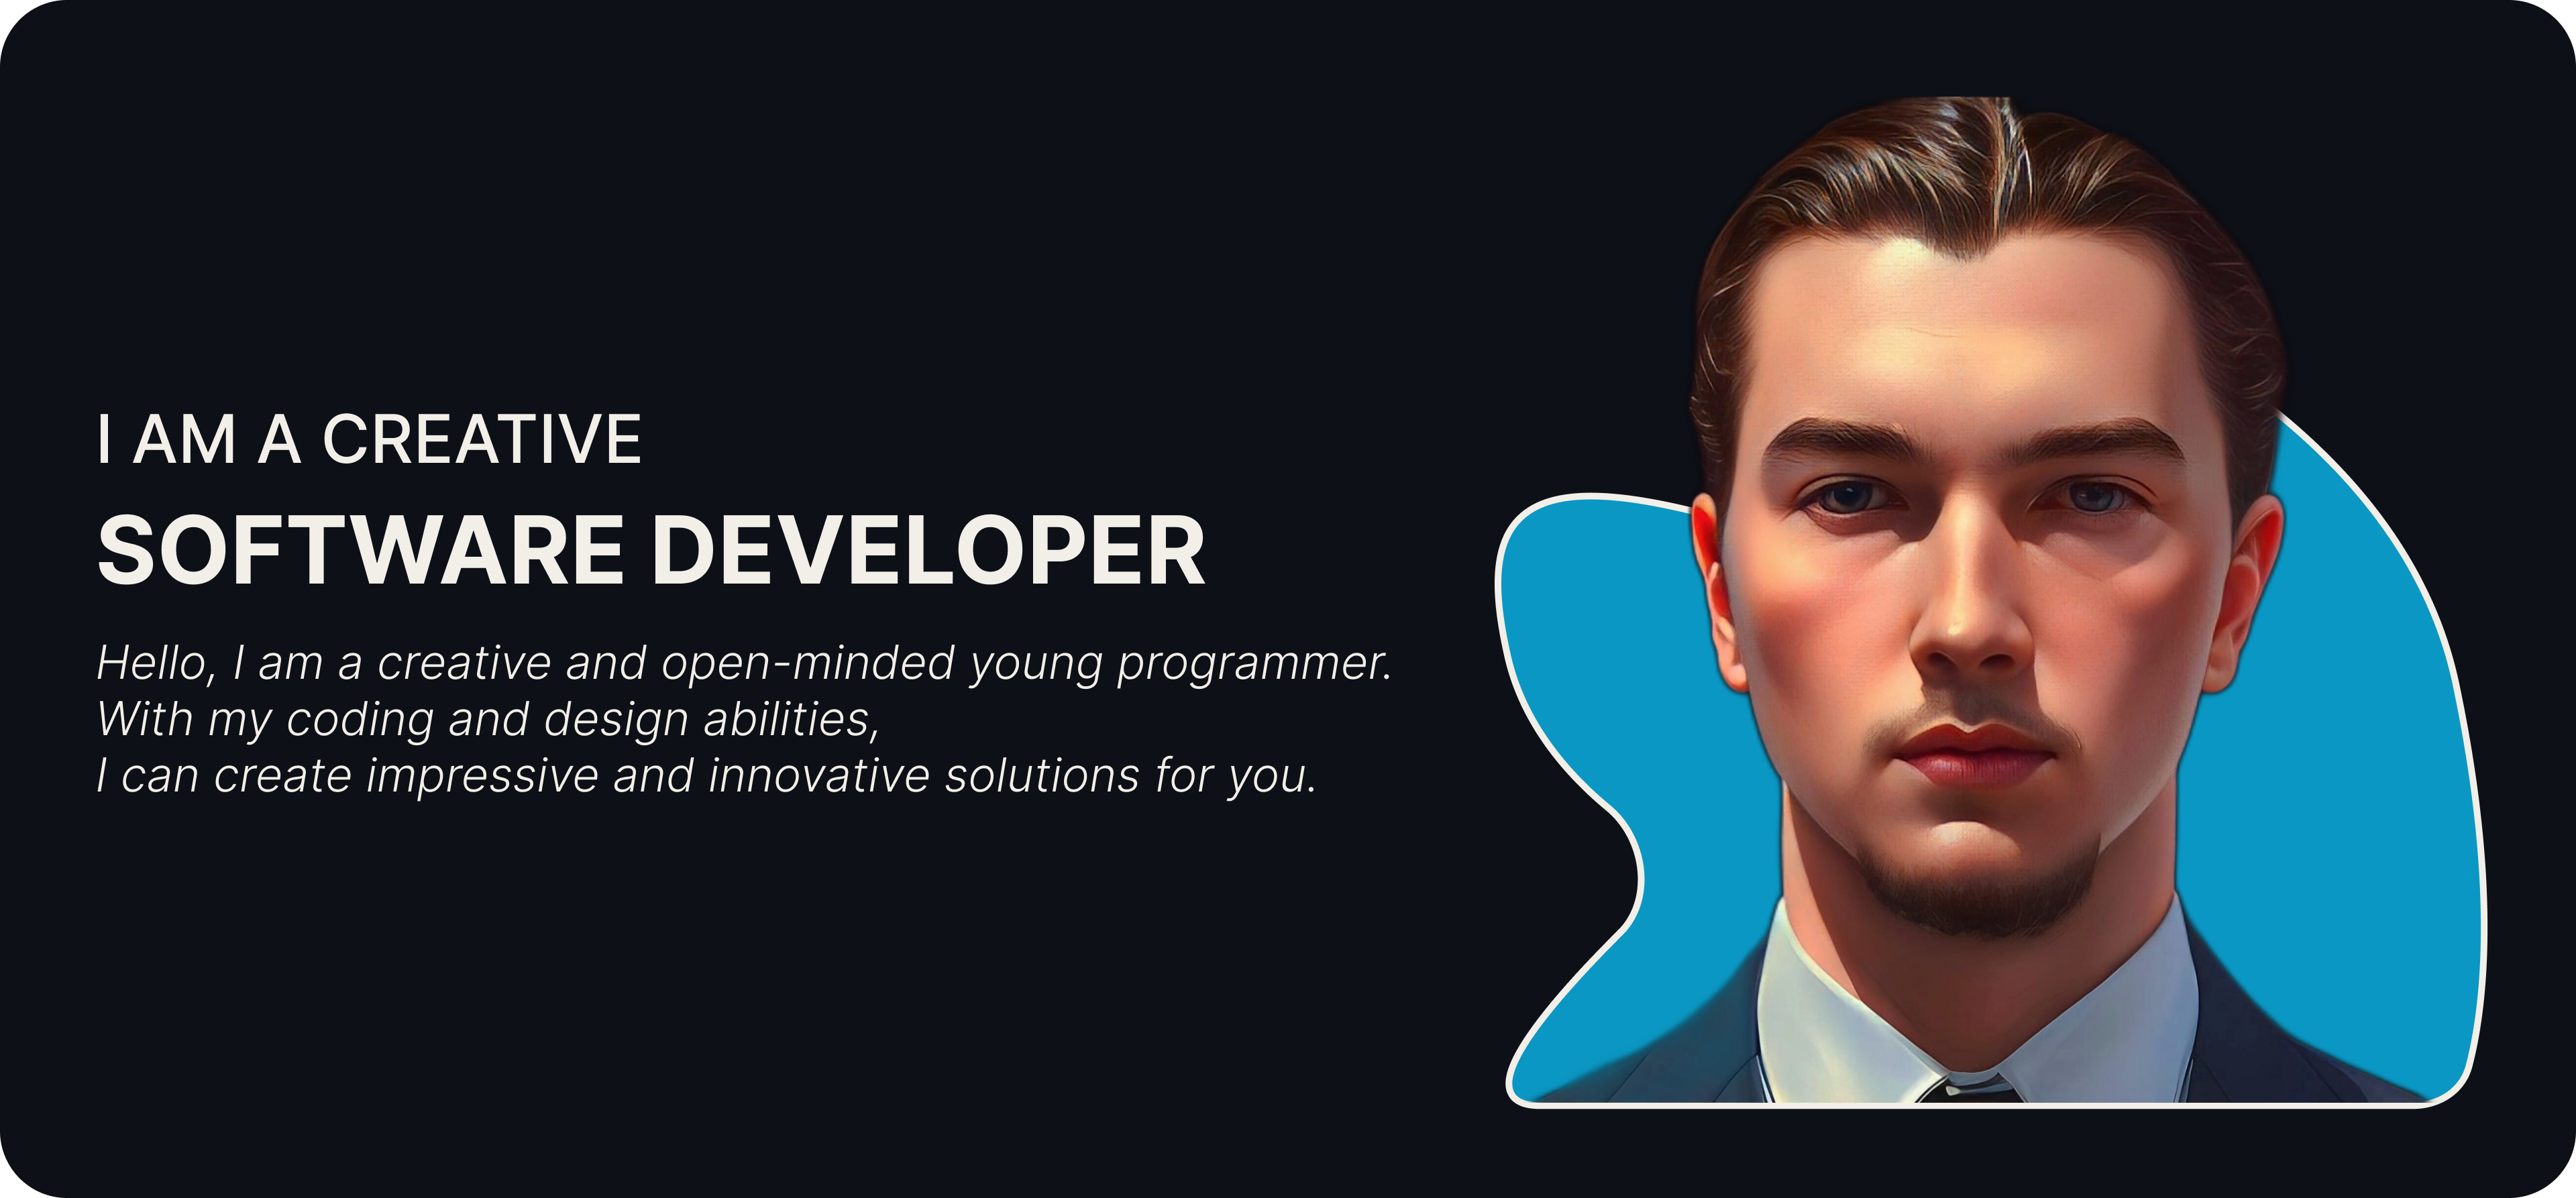 I AM A CREATIVE
SOFTWARE DEVELOPER
Hello, I am a creative and open-minded young programmer.
With my coding and design abilities,
I can create impressive and innovative solutions for you.